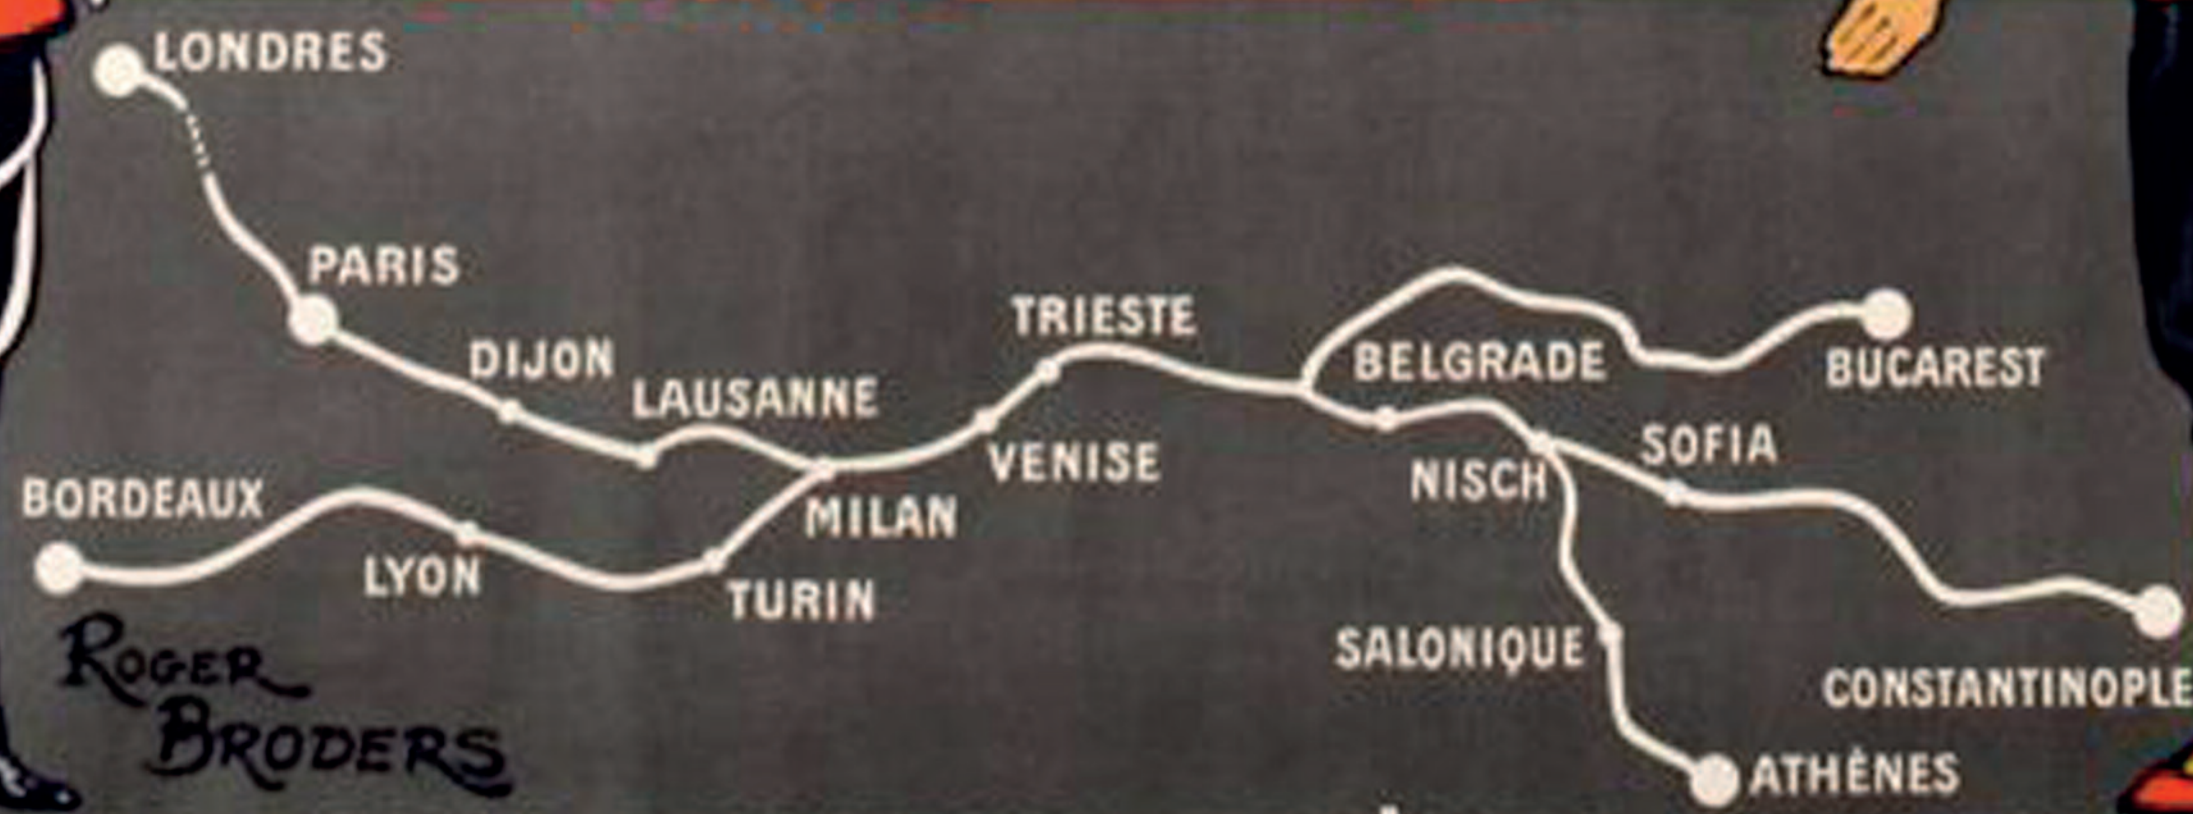 LONDRES
PARIS
TRIESTE
DIJON
BELGRADE
BUCAREST
LAUSANNE
SOFIA
VENISE
NISCH
BORDEAUX
MILAN
LYON
TURIN
SALONIQUE
CONSTANTINOPLE
ROGER
BRODERS
ATHÈNES